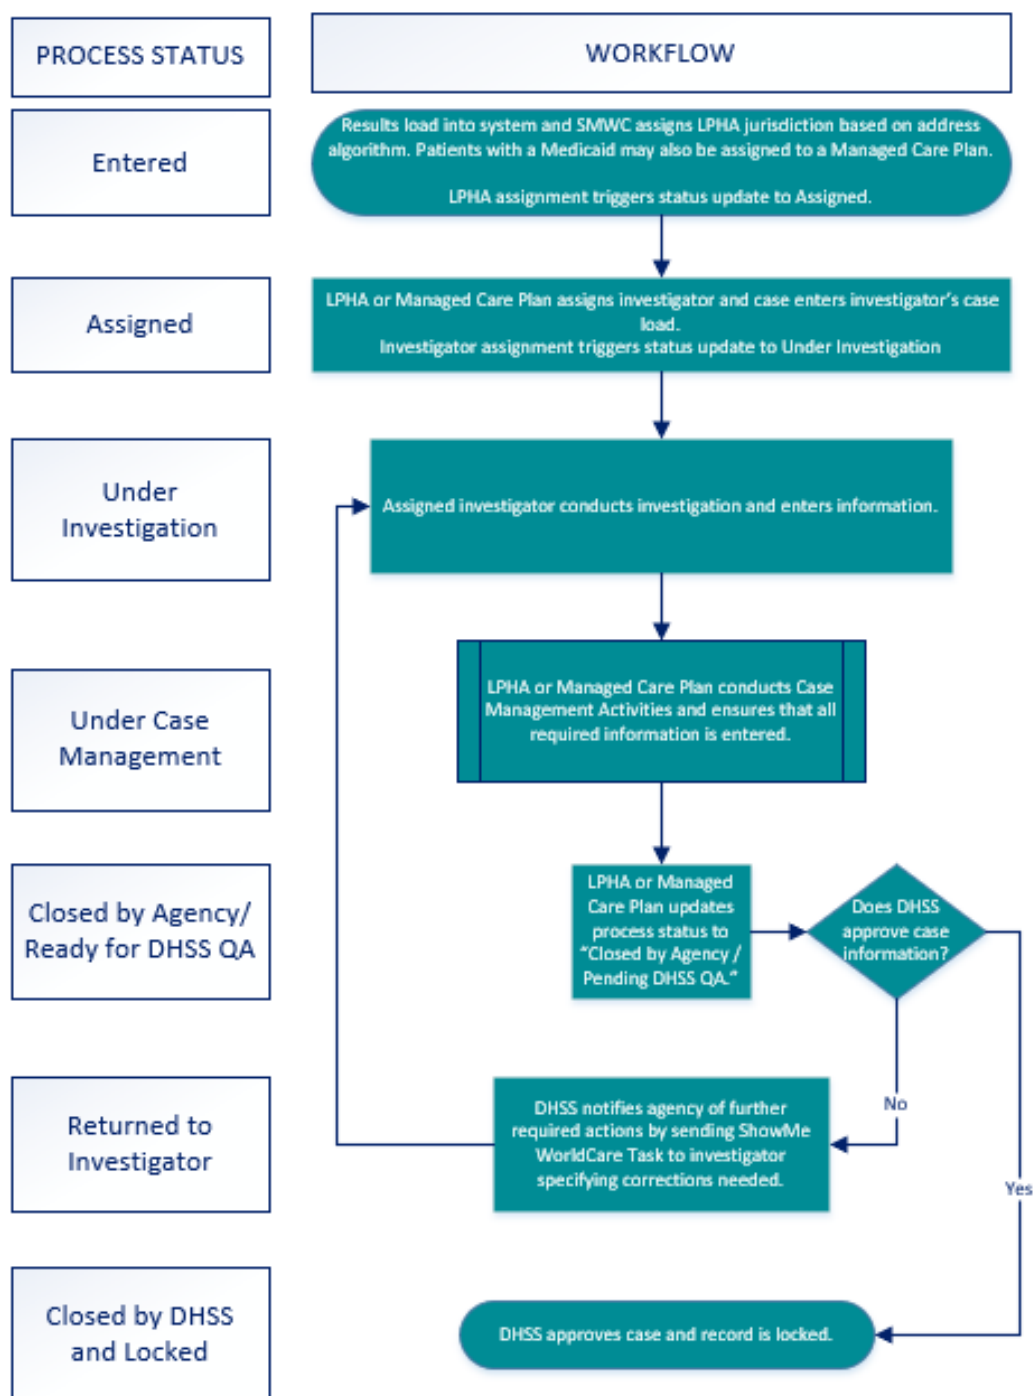 PROCESS STATUS
WORKFLOW
Entered
Results load into system and SMWC assigns LPHA jurisdiction based on address
algorithm. Patients with a Medicaid may also be assigned to a Managed Care Plan.
LPHA assignment triggers status update to Assigned.
Assigned
LPHA or Managed Care Plan assigns investigator and case enters investigator's case
load.
Investigator assignment triggers status update to Under Investigation
Under
Investigation
Assigned investigator conducts investigation and enters information.
Under Case
Management
LPHA or Managed Care Plan conducts Case
Management Activities and ensures that all
required information is entered.
Closed by Agency/
Ready for DHSS QA
LPHA or Managed
Care Plan updates
process status to
"Closed by Agency /
Pending DHSS QA."
Does DHSS
approve case
information?
No
Yes
Returned to
Investigator
DHSS notifies agency of further
required actions by sending ShowMe
WorldCare Task to investigator
specifying corrections needed.
Closed by DHSS
and Locked
DHSS approves case and record is locked.